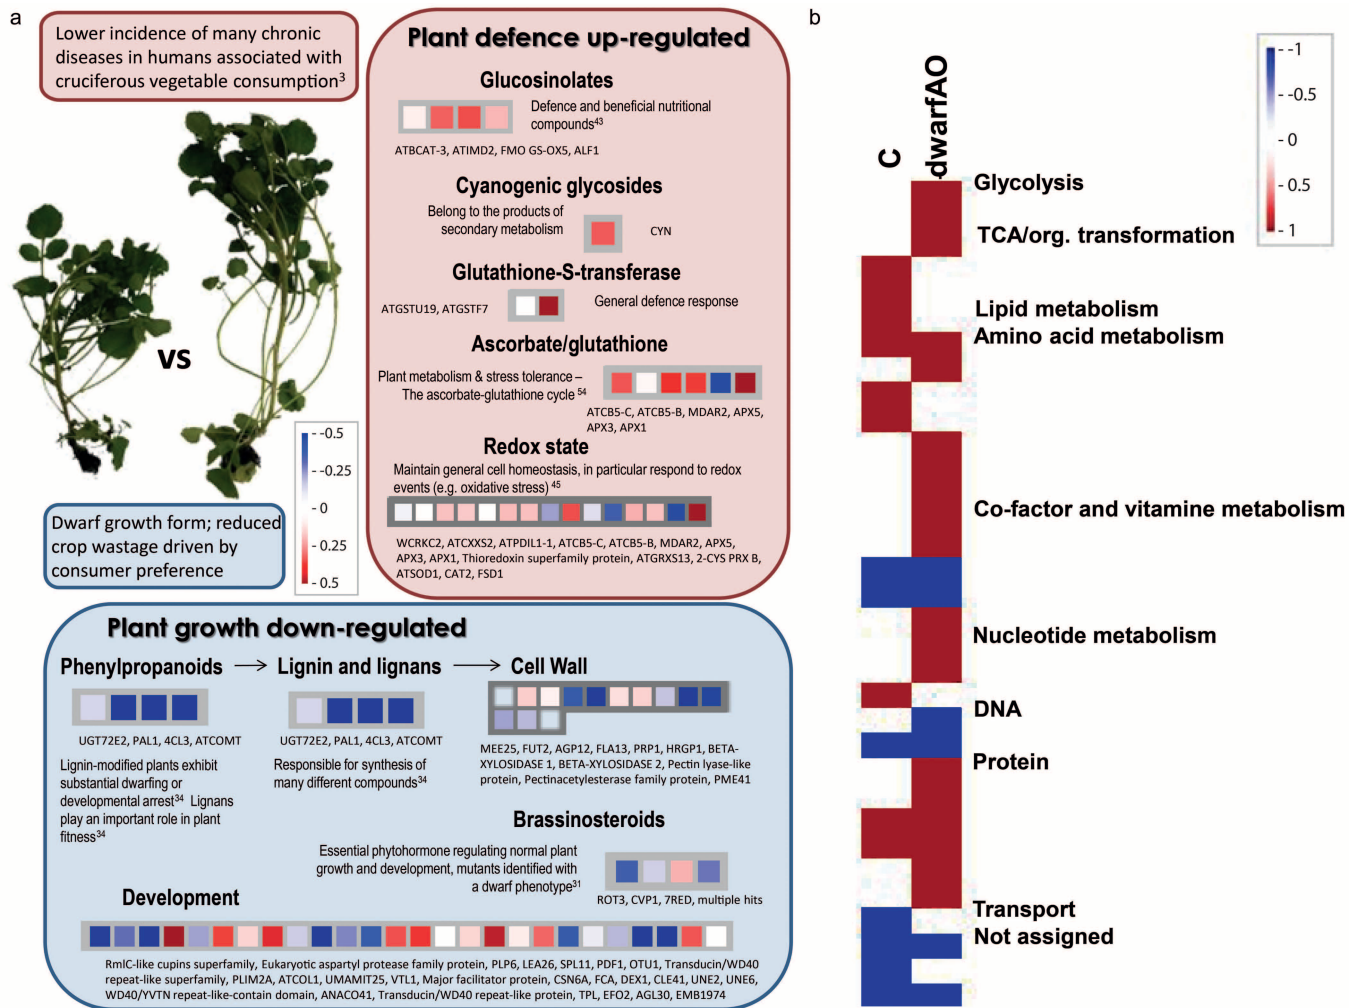 a
Lower incidence of many chronic
diseases in humans associated with
cruciferous vegetable consumption3
vs
- -0.5
- -0.25
- 0
- 0.25
- 0.5
Dwarf growth form; reduced
crop wastage driven by
consumer preference
Plant defence up-regulated
Glucosinolates
Defence and beneficial nutritional
compounds43
ATBCAT-3, ATIMD2, FMO GS-OX5, ALF1
Cyanogenic glycosides
Belong to the products of
secondary metabolism
CYN
Glutathione-S-transferase
ATGSTU19, ATGSTF7
General defence response
Ascorbate/glutathione
Plant metabolism & stress tolerance –
The ascorbate-glutathione cycle 54
ATCB5-C, ATCB5-B, MDAR2, APX5,
APX3, APX1
Redox state
Maintain general cell homeostasis, in particular respond to redox
events (e.g. oxidative stress) 45
WCRKC2, ATCXXS2, ATPDIL1-1, ATCB5-C, ATCB5-B, MDAR2, APX5,
APX3, APX1, Thioredoxin superfamily protein, ATGRXS13, 2-CYS PRX B,
ATSOD1, CAT2, FSD1
Plant growth down-regulated
Phenylpropanoids
UGT72E2, PAL1, 4CL3, ATCOMT
Lignin-modified plants exhibit
substantial dwarfing or
developmental arrest34 Lignans
play an important role in plant
fitness34
Lignin and lignans
UGT72E2, PAL1, 4CL3, ATCOMT
Responsible for synthesis of
many different compounds34
Cell Wall
MEE25, FUT2, AGP12, FLA13, PRP1, HRGP1, BETA-
XYLOSIDASE 1, BETA-XYLOSIDASE 2, Pectin lyase-like
protein, Pectinacetylesterase family protein, PME41
Brassinosteroids
Essential phytohormone regulating normal plant
growth and development, mutants identified with
a dwarf phenotype31
ROT3, CVP1, 7RED, multiple hits
Development
RmlC-like cupins superfamily, Eukaryotic aspartyl protease family protein, PLP6, LEA26, SPL11, PDF1, OTU1, Transducin/WD40
repeat-like superfamily, PLIM2A, ATCOL1, UMAMIT25, VTL1, Major facilitator protein, CSN6A, FCA, DEX1, CLE41, UNE2, UNE6,
WD40/YVTN repeat-like-contain domain, ANACO41, Transducin/WD40 repeat-like protein, TPL, EFO2, AGL30, EMB1974
b
C
dwarfAO
- -1
- -0.5
- 0
- 0.5
- 1
Glycolysis
TCA/org. transformation
Lipid metabolism
Amino acid metabolism
Co-factor and vitamine metabolism
Nucleotide metabolism
DNA
Protein
Transport
Not assigned